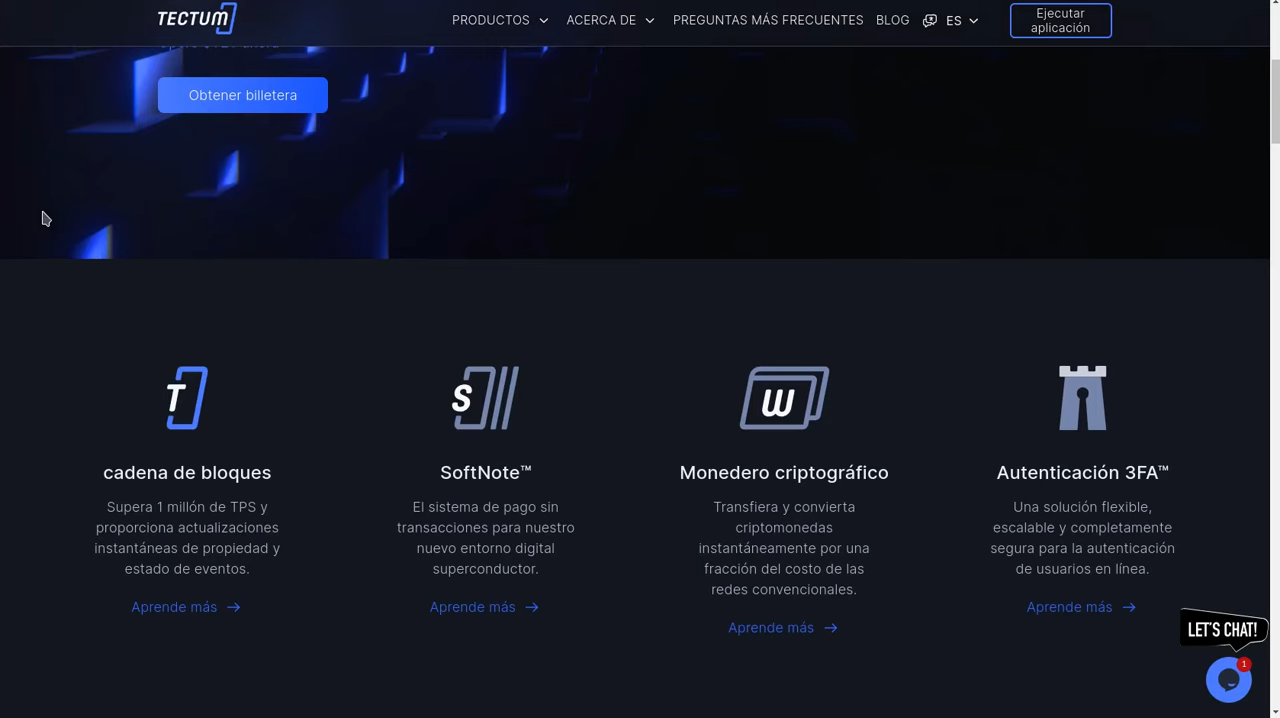 TECTUM
PRODUCTOS
ACERCA DE
PREGUNTAS MÁS FRECUENTES
BLOG
ES
Ejecutar
aplicación
Obtener billetera
T
S
W
cadena de bloques
Supera 1 millón de TPS y
proporciona actualizaciones
instantáneas de propiedad y
estado de eventos.
Aprende más
SoftNote™
El sistema de pago sin
transacciones para nuestro
nuevo entorno digital
superconductor.
Aprende más
Monedero criptográfico
Transfiera y convierta
criptomonedas
instantáneamente por una
fracción del costo de las
redes convencionales.
Aprende más
Autenticación 3FA™
Una solución flexible,
escalable y completamente
segura para la autenticación
de usuarios en línea.
Aprende más
LET'S CHAT!
1